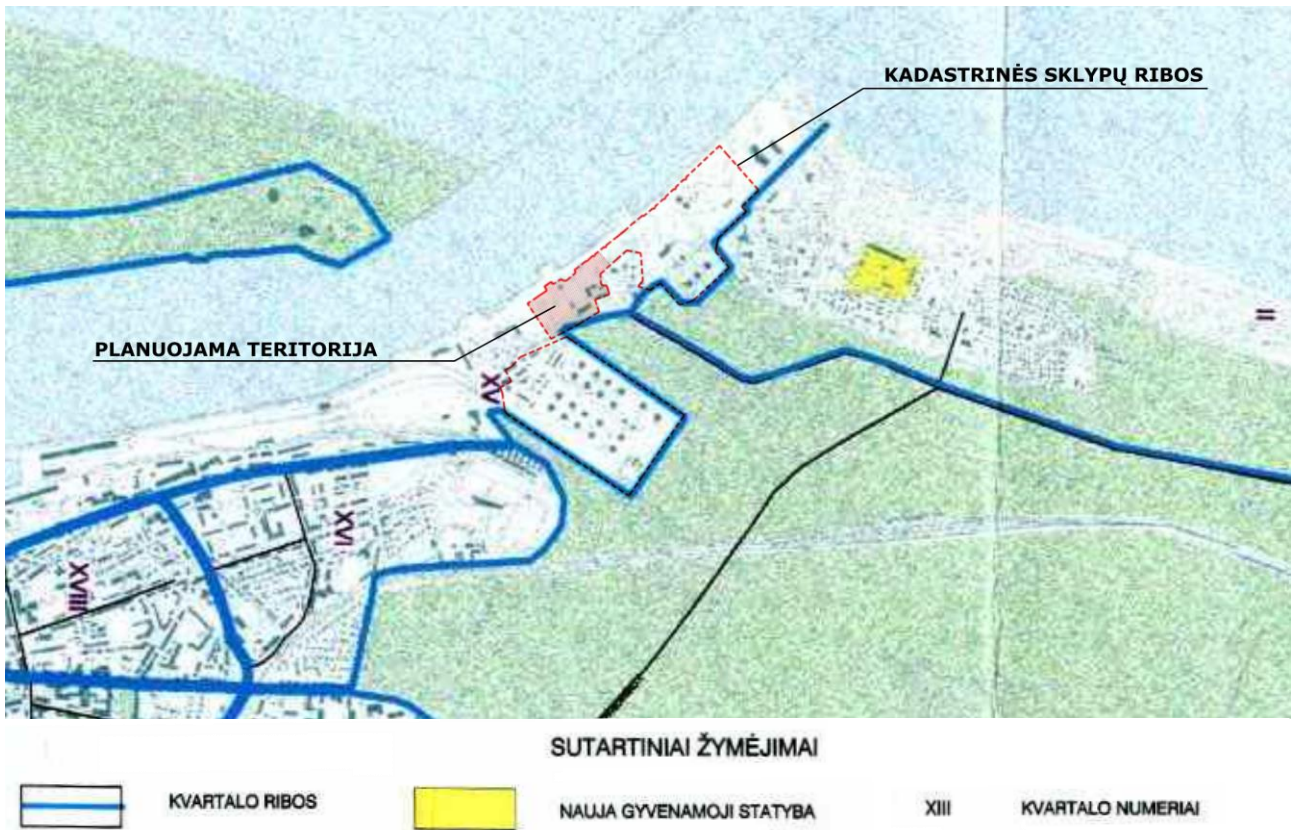 KADASTRINĖS SKLYPŲ RIBOS
PLANUOJAMA TERITORIJA
II
XV
XVI
XVIII
SUTARTINIAI ŽYMĖJIMAI
KVARTALO RIBOS
NAUJA GYVENAMOJI STATYBA
XIII
KVARTALO NUMERIAI